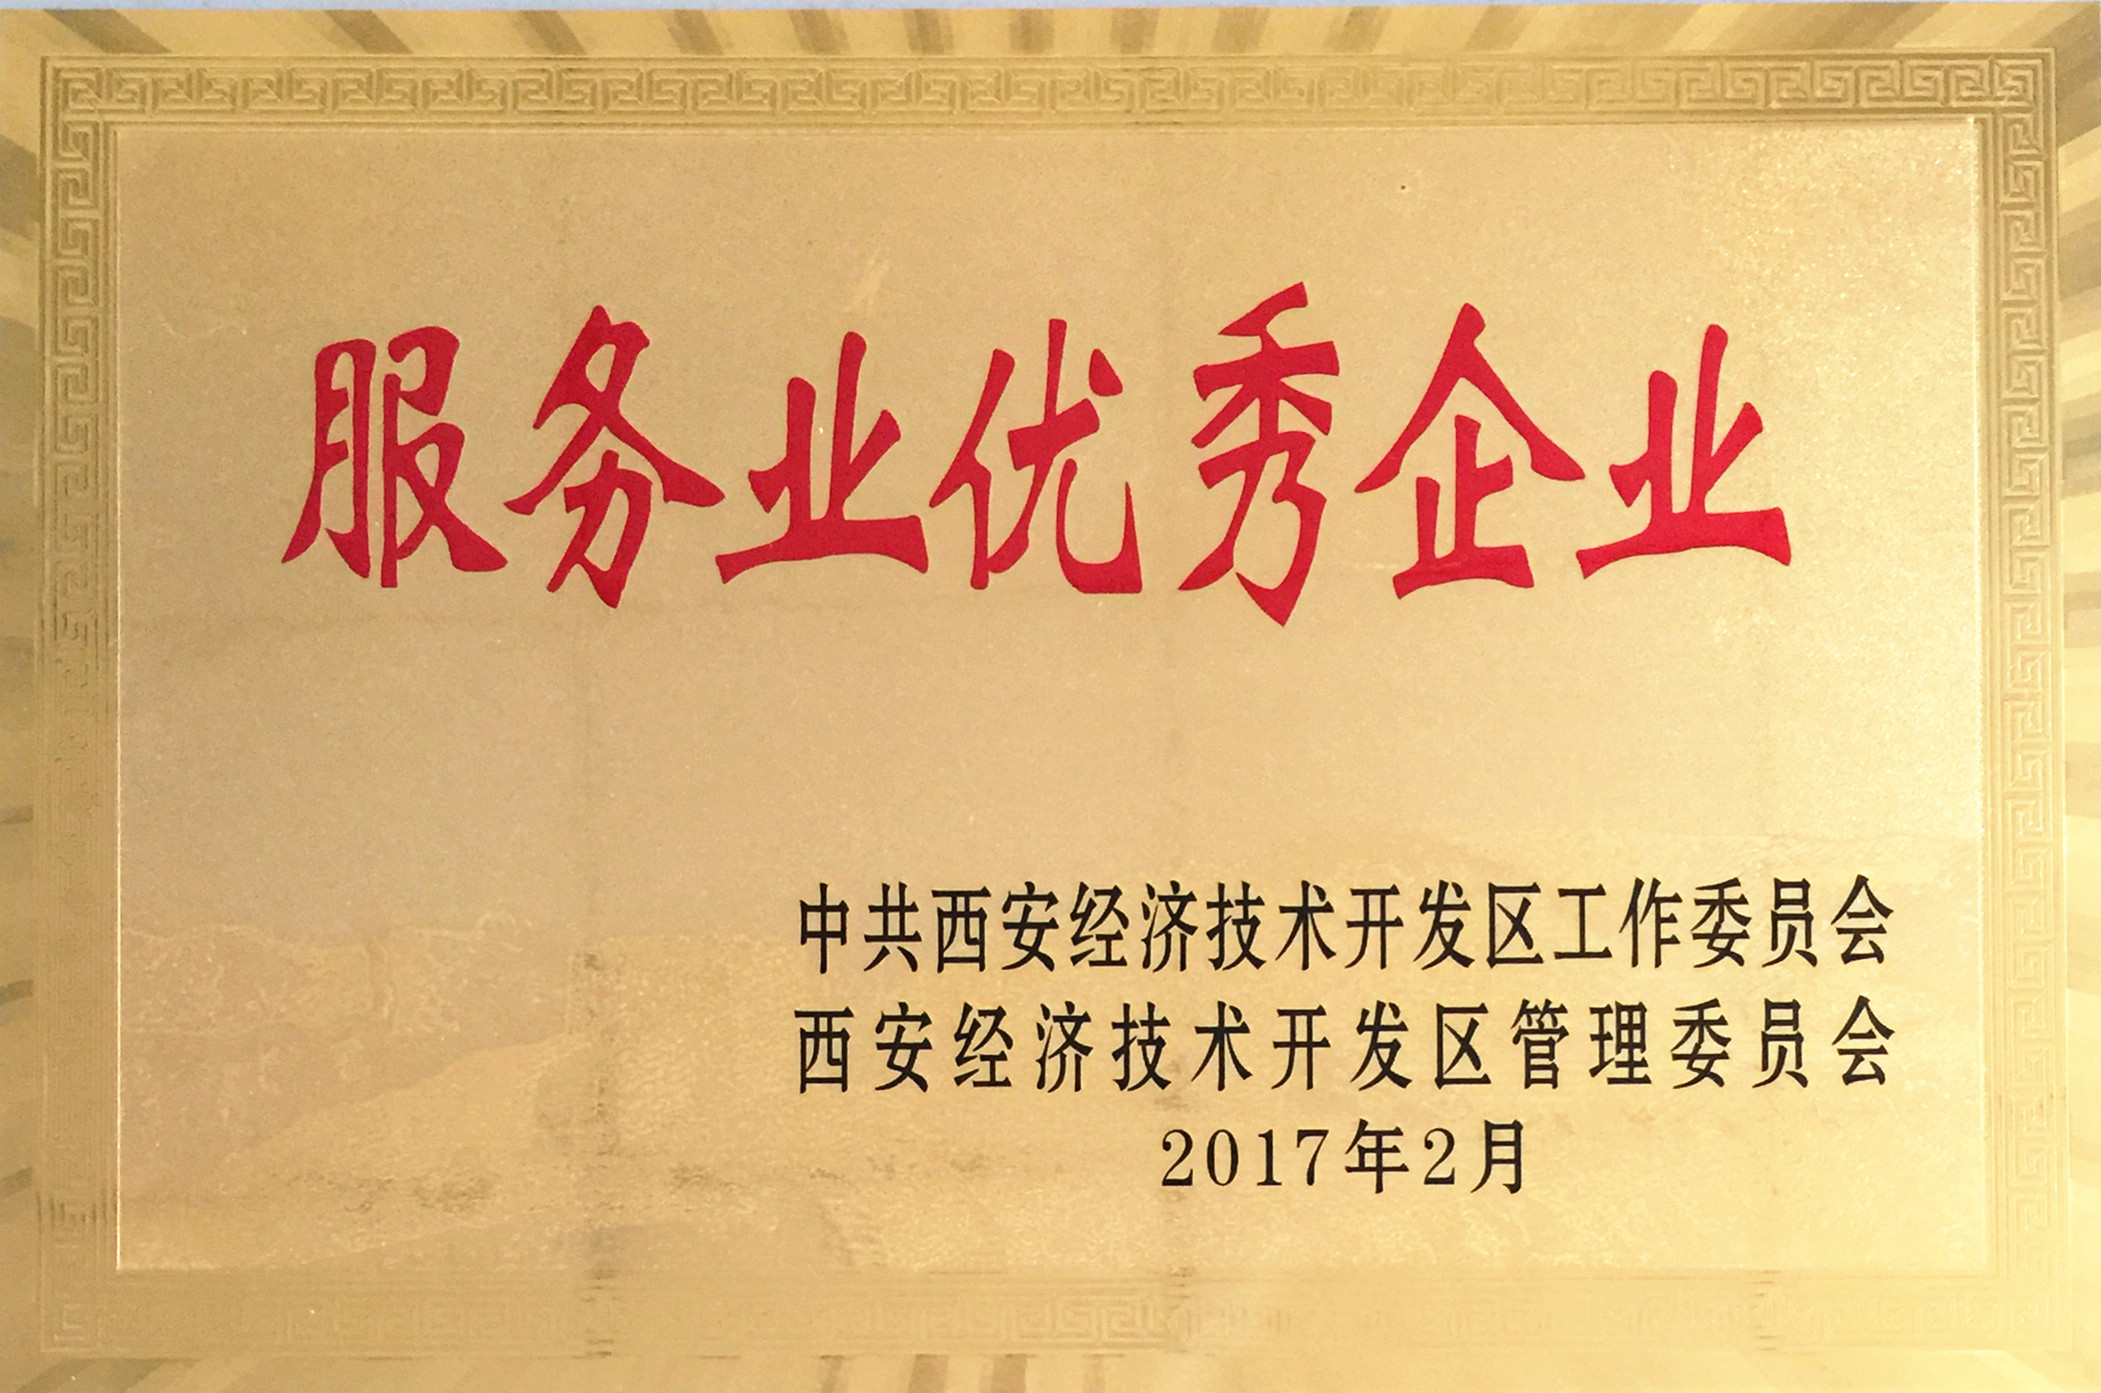 服务业优秀企业
中共西安经济技术开发区工作委员会
西安经济技术开发区管理委员会
2017年2月